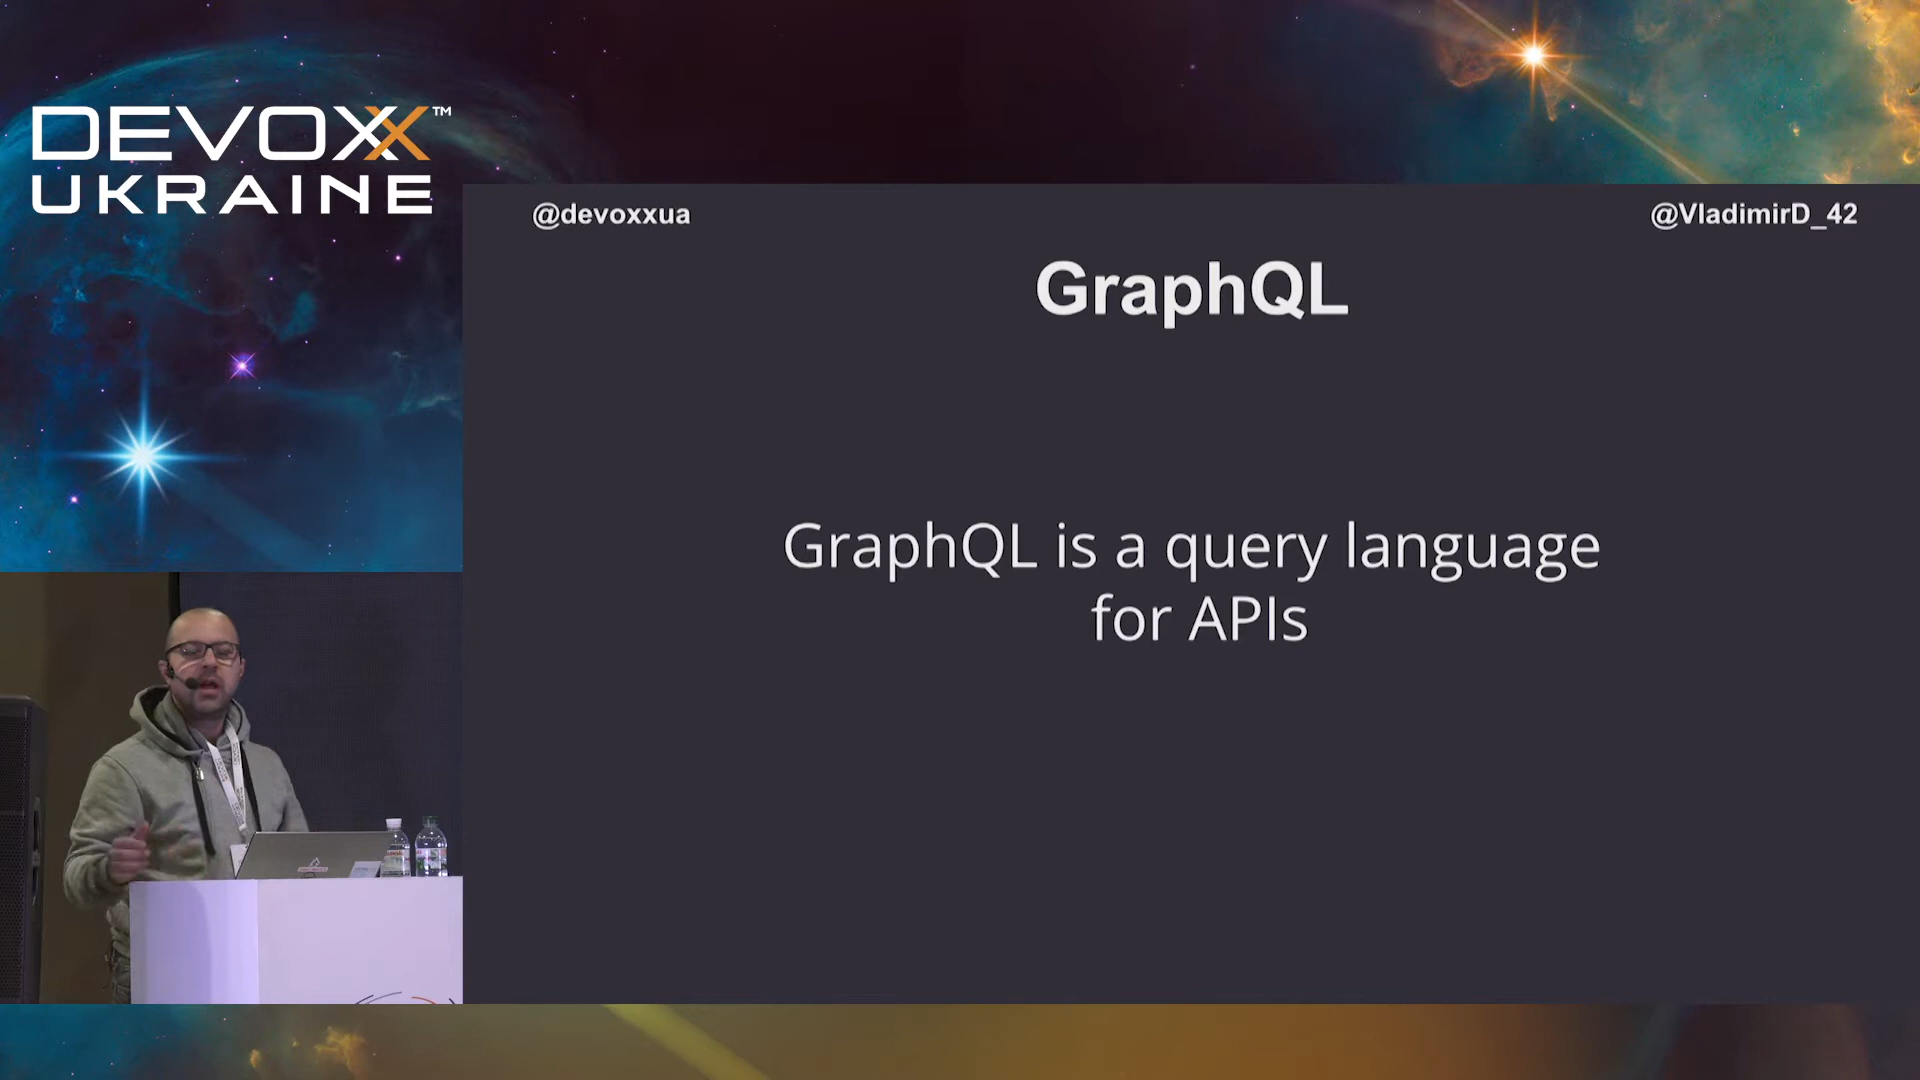 DEVOXX™
UKRAINE
@devoxxua
@VladimirD_42
GraphQL
GraphQL is a query language
for APIs